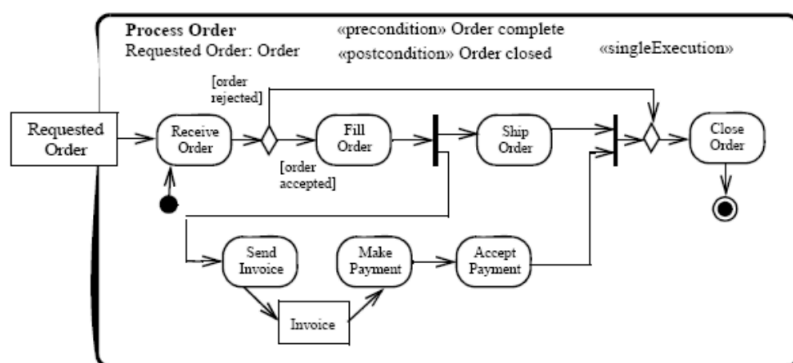 Process Order
«precondition» Order complete
Requested Order: Order
«postcondition» Order closed
«singleExecution»
[order
rejected]
Requested
Order
Receive
Order
Fill
Order
Ship
Order
Close
Order
[order
accepted]
Send
Invoice
Make
Payment
Accept
Payment
Invoice